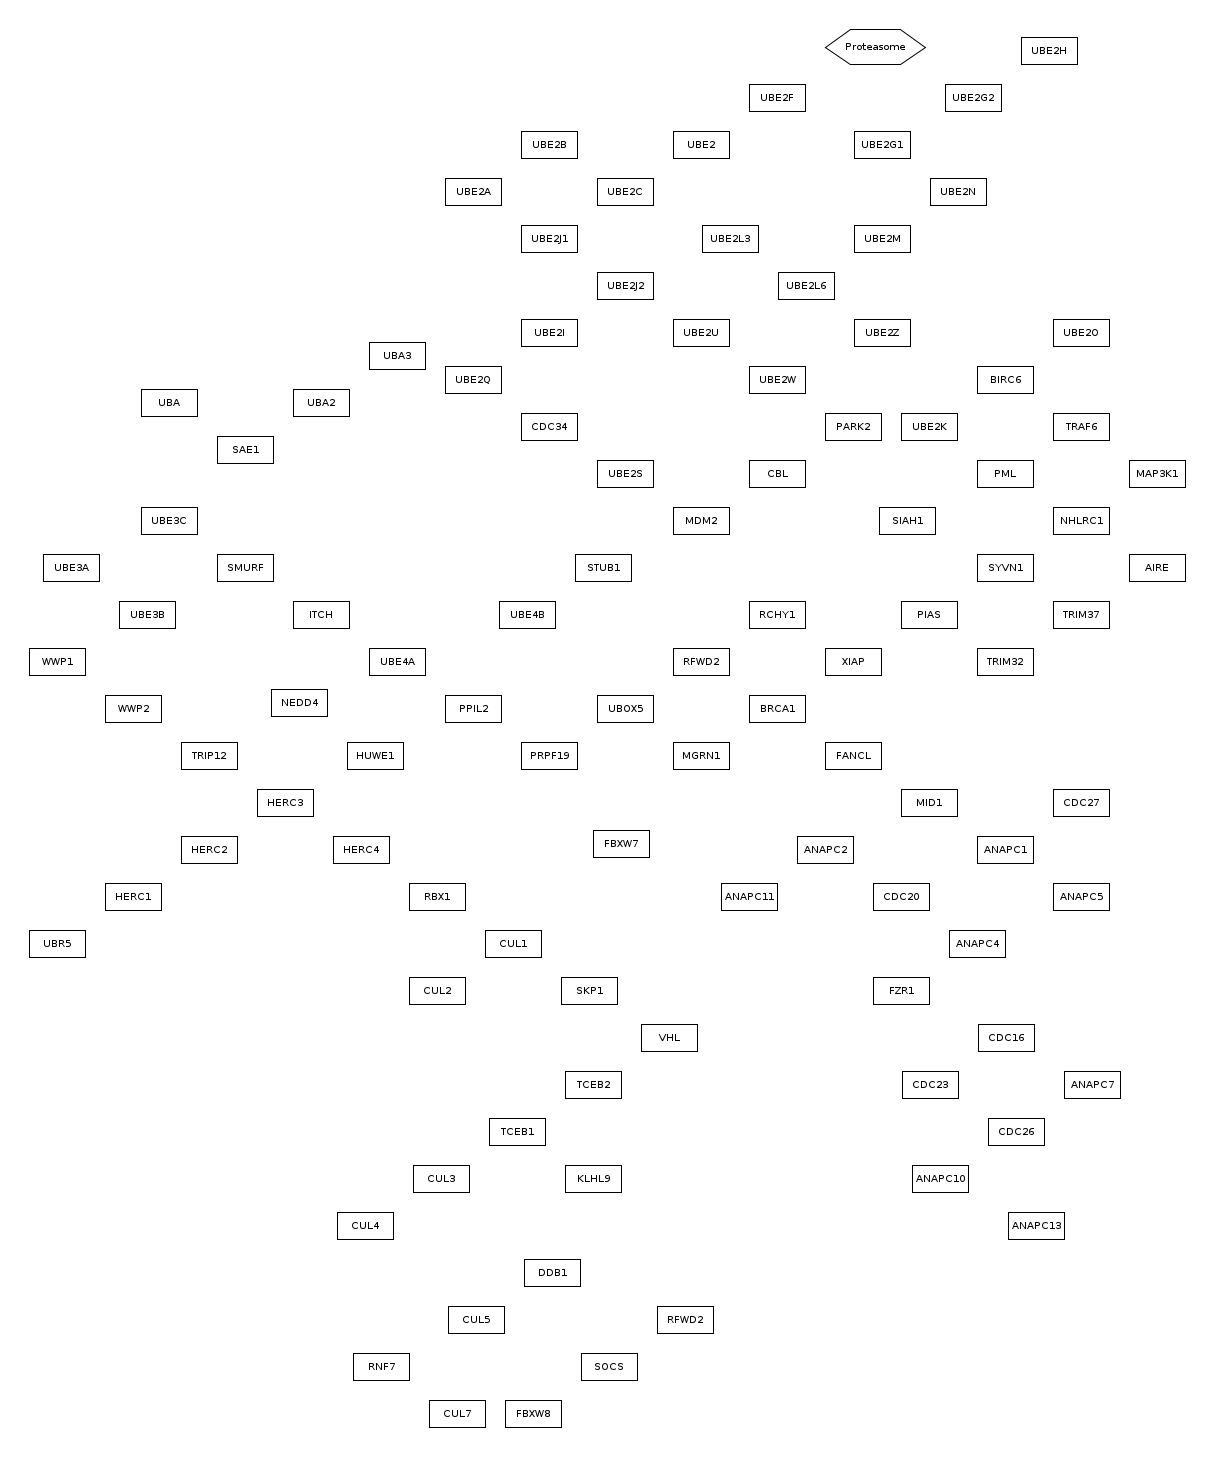 Proteasome
UBE2H
UBE2F
UBE2G2
UBE2B
UBE2
UBE2G1
UBE2A
UBE2C
UBE2N
UBE2J1
UBE2L3
UBE2M
UBE2J2
UBE2L6
UBE2I
UBE2U
UBE2Z
UBE2O
UBA3
UBE2Q
UBE2W
BIRC6
UBA
UBA2
CDC34
PARK2
UBE2K
TRAF6
SAE1
UBE2S
CBL
PML
MAP3K1
UBE3C
MDM2
SIAH1
NHLRC1
UBE3A
SMURF
STUB1
SYVN1
AIRE
UBE3B
ITCH
UBE4B
RCHY1
PIAS
TRIM37
WWP1
UBE4A
RFWD2
XIAP
TRIM32
WWP2
NEDD4
PPIL2
UBOX5
BRCA1
TRIP12
HUWE1
PRPF19
MGRN1
FANCL
HERC3
MID1
CDC27
HERC2
HERC4
FBXW7
ANAPC2
ANAPC1
HERC1
RBX1
ANAPC11
CDC20
ANAPC5
UBR5
CUL1
ANAPC4
CUL2
SKP1
FZR1
VHL
CDC16
TCEB2
CDC23
ANAPC7
TCEB1
CDC26
CUL3
KLHL9
ANAPC10
CUL4
ANAPC13
DDB1
CUL5
RFWD2
RNF7
SOCS
CUL7
FBXW8